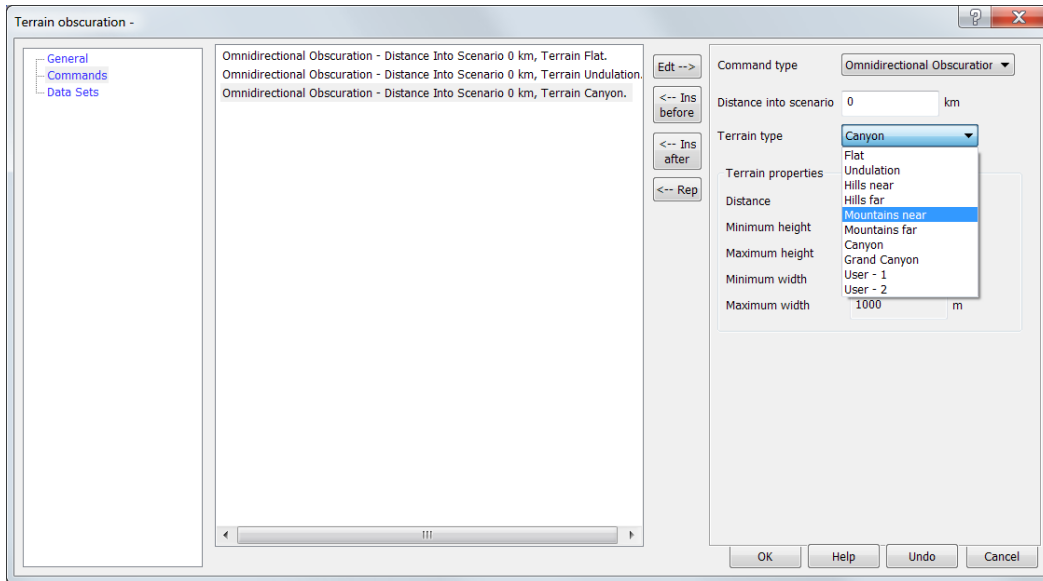 Terrain obscuration -
General
Commands
Data Sets
Omnidirectional Obscuration - Distance Into Scenario 0 km, Terrain Flat.
Omnidirectional Obscuration - Distance Into Scenario 0 km, Terrain Undulation.
Omnidirectional Obscuration - Distance Into Scenario 0 km, Terrain Canyon.
Edt -->
<-- Ins
before
<-- Ins
after
<-- Rep
Command type Omnidirectional Obscuration
Distance into scenario 0 km
Terrain type Canyon
Flat
Undulation
Hills near
Hills far
Mountains near
Mountains far
Canyon
Grand Canyon
User - 1
User - 2
Terrain properties
Distance
Minimum height
Maximum height
Minimum width
Maximum width 1000 m
OK Help Undo Cancel